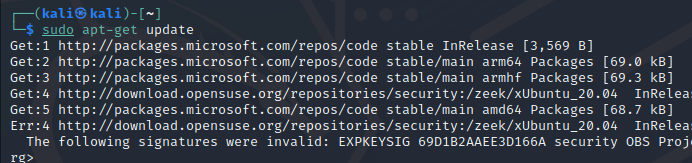 ┌──(kali㉿kali)-[~]
└─$ sudo apt-get update
Get:1 http://packages.microsoft.com/repos/code stable InRelease [3,569 B]
Get:2 http://packages.microsoft.com/repos/code stable/main arm64 Packages [69.0 kB]
Get:3 http://packages.microsoft.com/repos/code stable/main armhf Packages [69.3 kB]
Get:4 http://download.opensuse.org/repositories/security:/zeek/xUbuntu_20.04 InRelea
Get:5 http://packages.microsoft.com/repos/code stable/main amd64 Packages [68.7 kB]
Err:4 http://download.opensuse.org/repositories/security:/zeek/xUbuntu_20.04 InRelea
The following signatures were invalid: EXPKEYSIG 69D1B2AAEE3D166A security OBS Proj
rg>